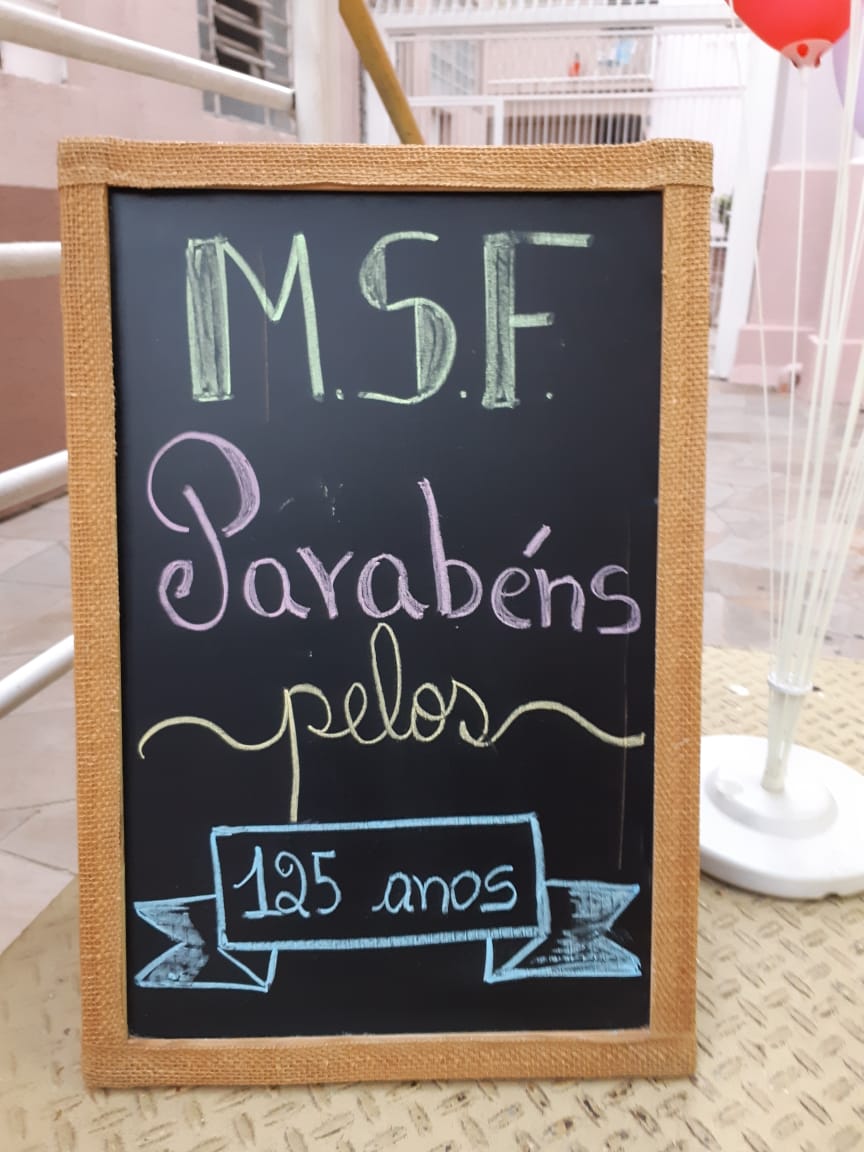 M.S.F.
Parabéns
pelos
125 anos